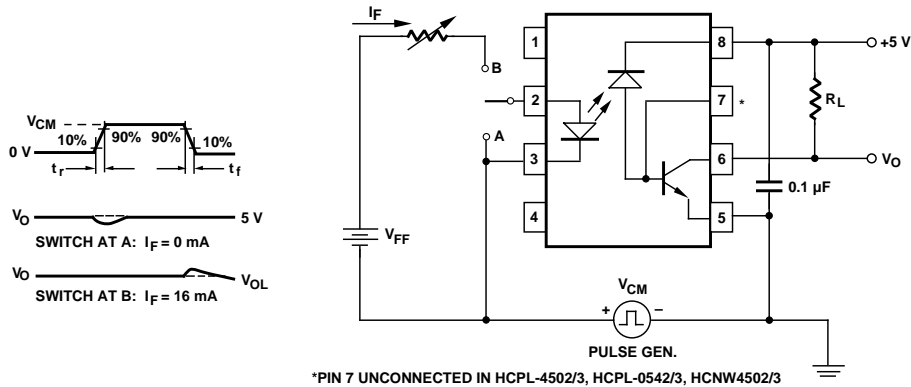 I_F
B
A
V_FF
1
2
3
4
8
7
*
6
5
+5 V
R_L
V_O
0.1 µF
V_CM
+ −
PULSE GEN.
V_CM
0 V
10% 90% 90% 10%
t_r t_f
V_O 5 V
SWITCH AT A: I_F = 0 mA
V_O V_OL
SWITCH AT B: I_F = 16 mA
*PIN 7 UNCONNECTED IN HCPL-4502/3, HCPL-0542/3, HCNW4502/3